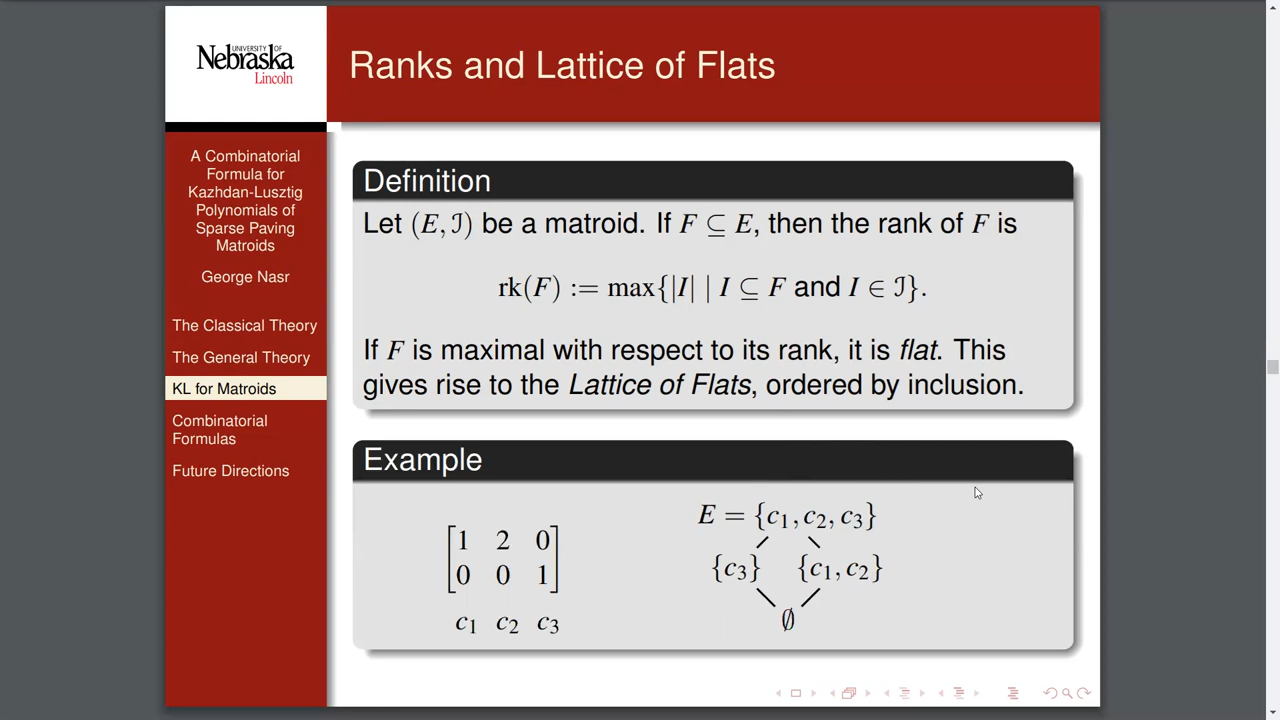 UNIVERSITY OF
Nebraska
Lincoln
Ranks and Lattice of Flats
A Combinatorial
Formula for
Kazhdan-Lusztig
Polynomials of
Sparse Paving
Matroids
George Nasr
The Classical Theory
The General Theory
KL for Matroids
Combinatorial
Formulas
Future Directions
Definition
Let (E, ℐ) be a matroid. If F ⊆ E, then the rank of F is
rk(F) := max{|I| | I ⊆ F and I ∈ ℐ}.
If F is maximal with respect to its rank, it is flat. This
gives rise to the Lattice of Flats, ordered by inclusion.
Example
[1 2 0
0 0 1]
c₁ c₂ c₃
E = {c₁, c₂, c₃}
{c₃} {c₁, c₂}
∅